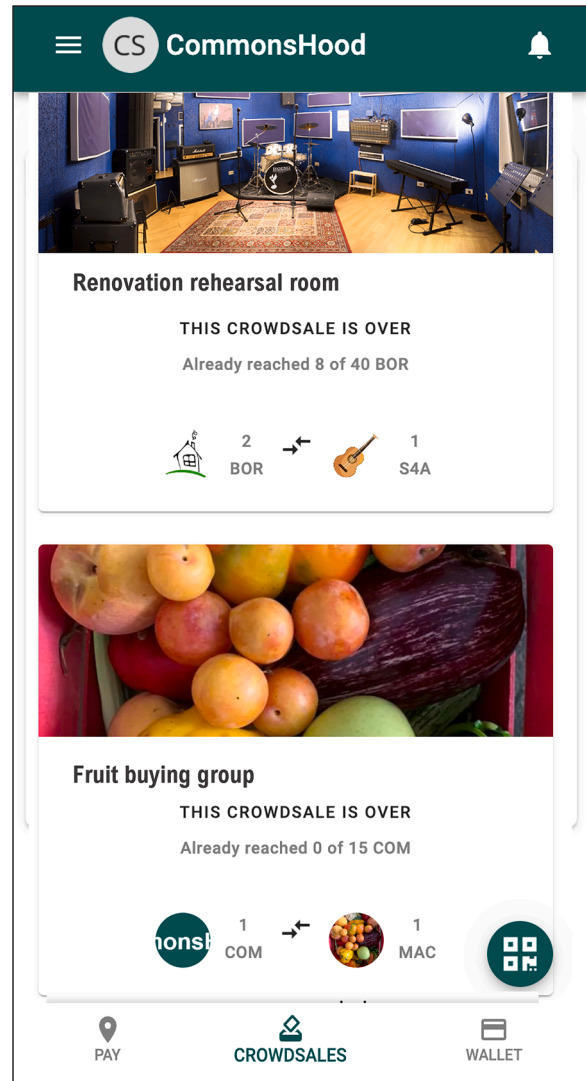 CS CommonsHood
Renovation rehearsal room
THIS CROWDSALE IS OVER
Already reached 8 of 40 BOR
2 1
BOR S4A
Fruit buying group
THIS CROWDSALE IS OVER
Already reached 0 of 15 COM
1 1
COM MAC
PAY CROWDSALES WALLET